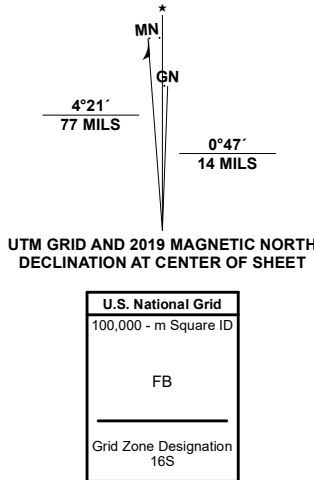 ★
MN
GN
4°21´
77 MILS
0°47´
14 MILS
UTM GRID AND 2019 MAGNETIC NORTH
DECLINATION AT CENTER OF SHEET
U.S. National Grid
100,000 - m Square ID
FB
Grid Zone Designation
16S